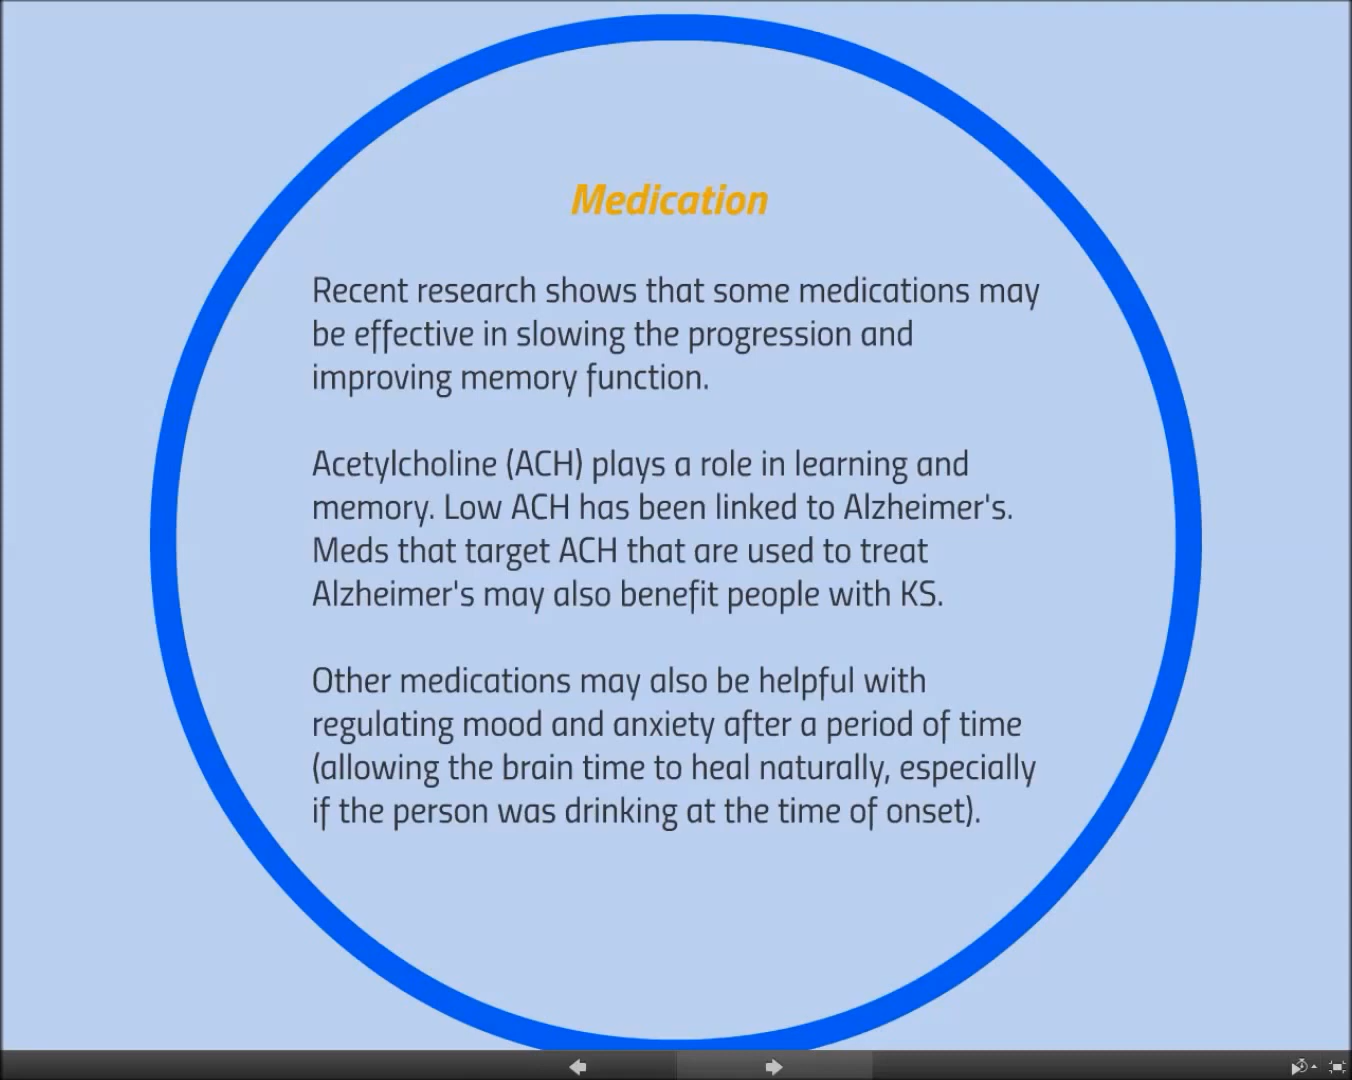 Medication
Recent research shows that some medications may
be effective in slowing the progression and
improving memory function.
Acetylcholine (ACH) plays a role in learning and
memory. Low ACH has been linked to Alzheimer's.
Meds that target ACH that are used to treat
Alzheimer's may also benefit people with KS.
Other medications may also be helpful with
regulating mood and anxiety after a period of time
(allowing the brain time to heal naturally, especially
if the person was drinking at the time of onset).